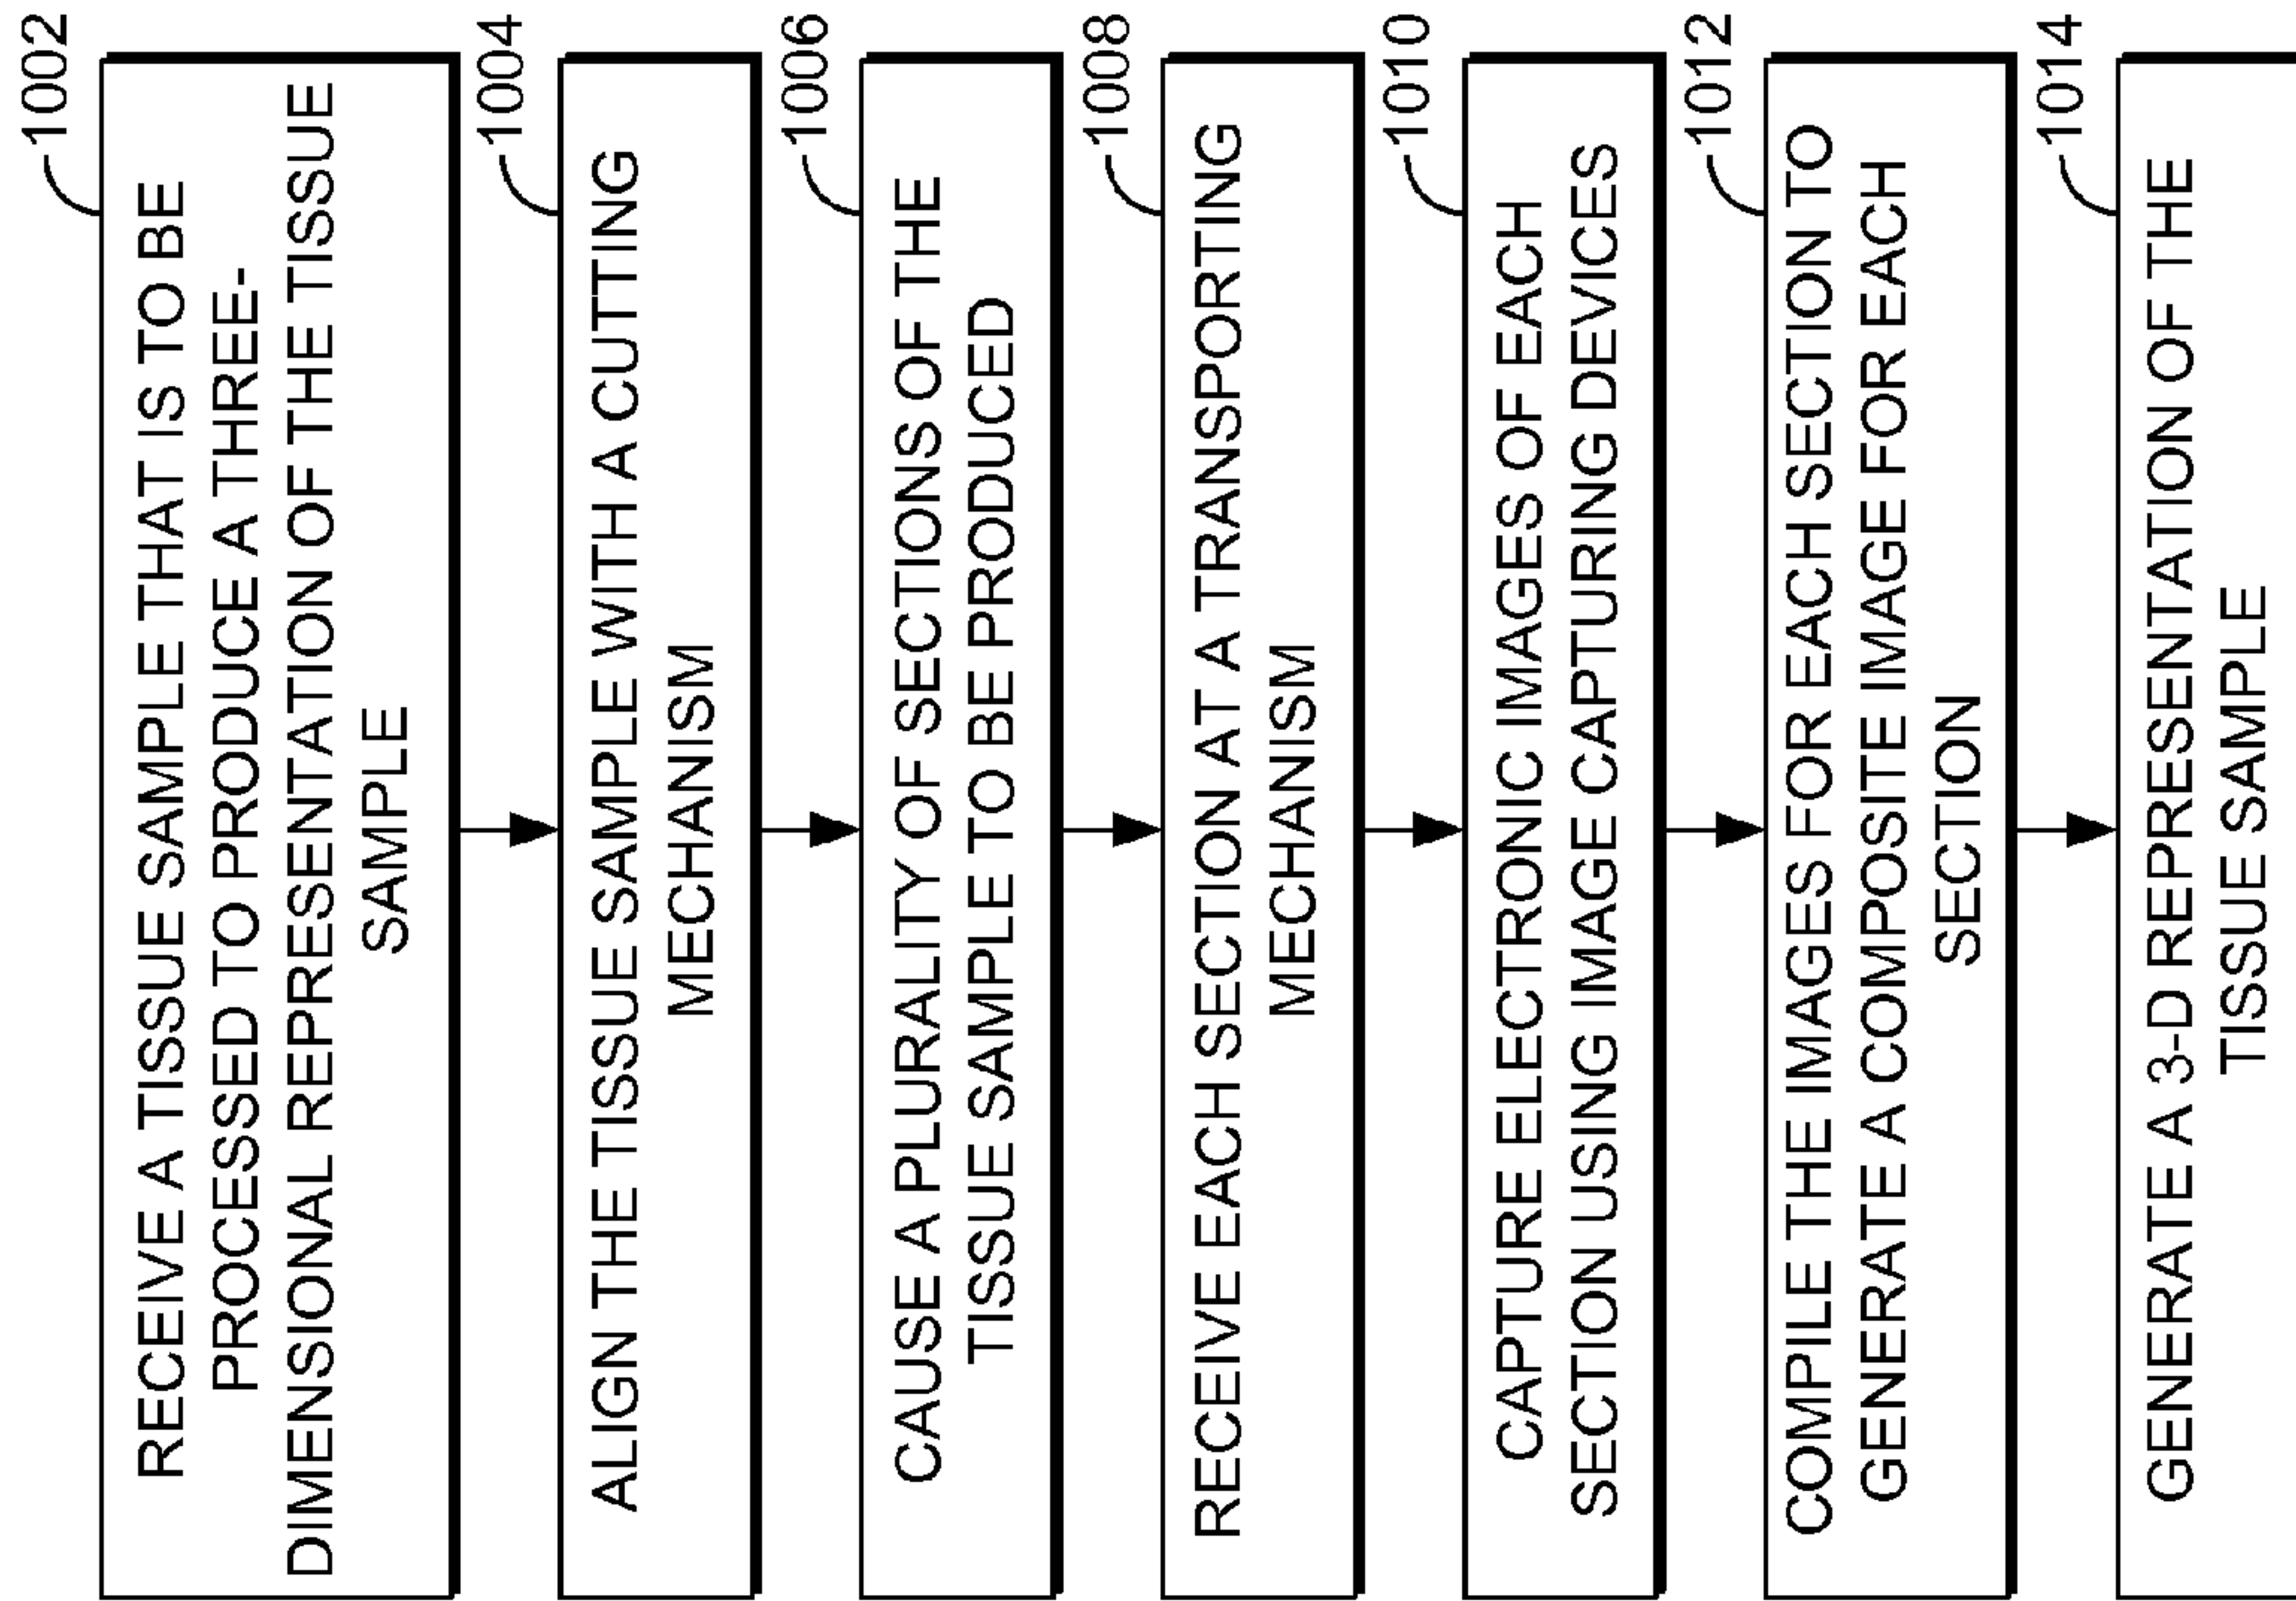 1002
RECEIVE A TISSUE SAMPLE THAT IS TO BE
PROCESSED TO PRODUCE A THREE-
DIMENSIONAL REPRESENTATION OF THE TISSUE
SAMPLE
1004
ALIGN THE TISSUE SAMPLE WITH A CUTTING
MECHANISM
1006
CAUSE A PLURALITY OF SECTIONS OF THE
TISSUE SAMPLE TO BE PRODUCED
1008
RECEIVE EACH SECTION AT A TRANSPORTING
MECHANISM
1010
CAPTURE ELECTRONIC IMAGES OF EACH
SECTION USING IMAGE CAPTURING DEVICES
1012
COMPILE THE IMAGES FOR EACH SECTION TO
GENERATE A COMPOSITE IMAGE FOR EACH
SECTION
1014
GENERATE A 3-D REPRESENTATION OF THE
TISSUE SAMPLE